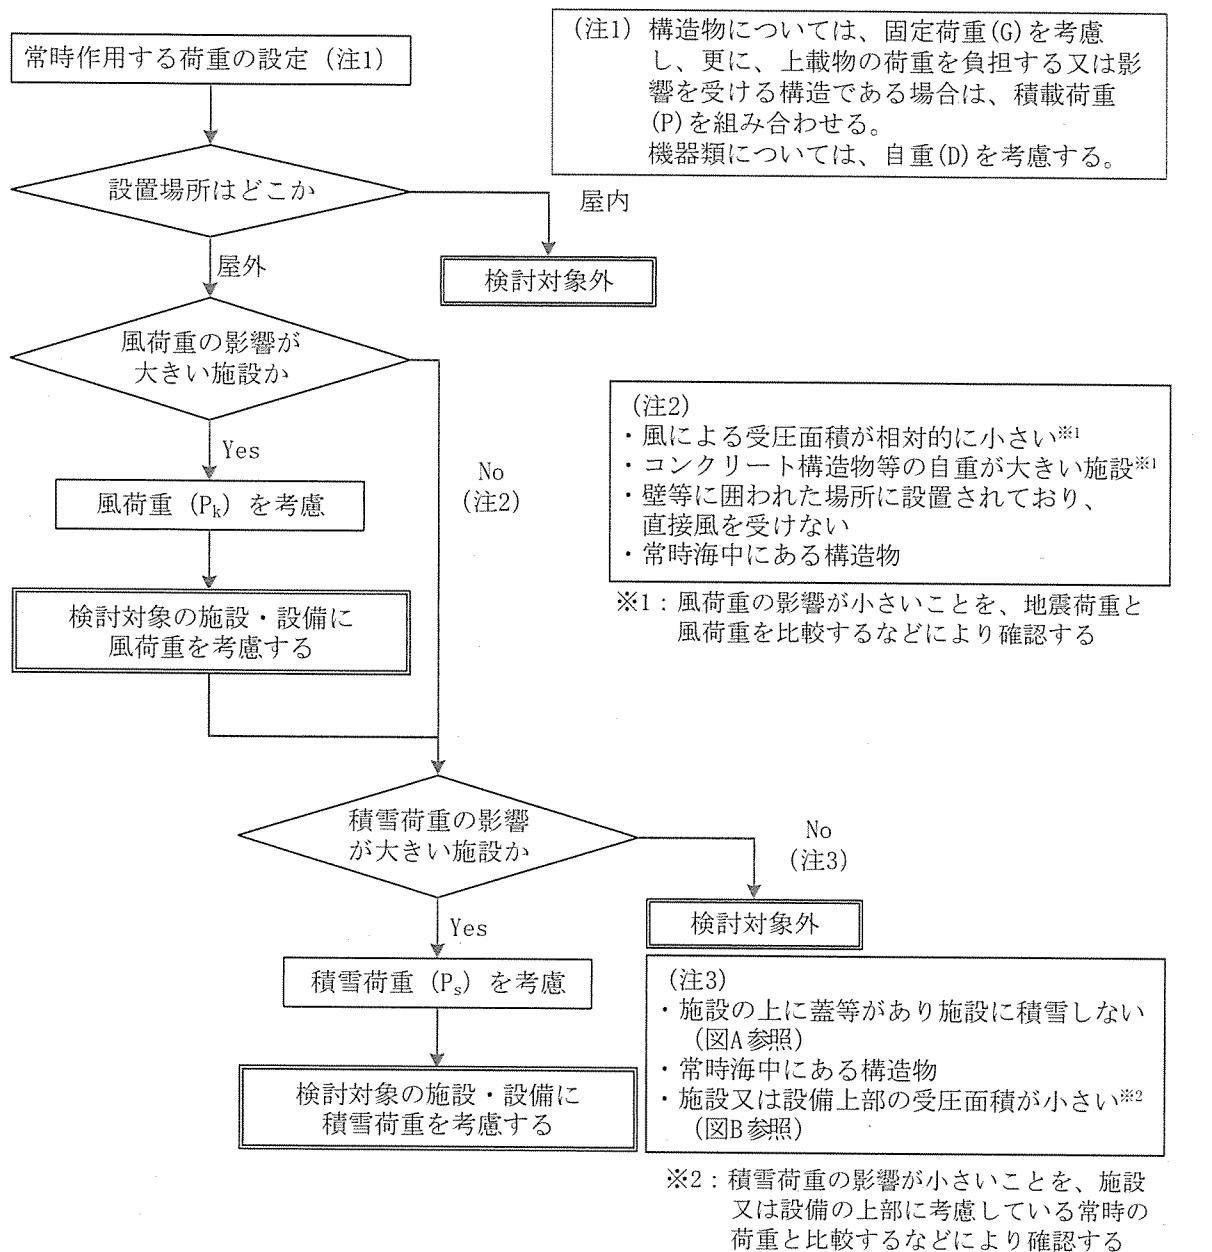 常時作用する荷重の設定（注1）
（注1）構造物については、固定荷重(G)を考慮
し、更に、上載物の荷重を負担する又は影
響を受ける構造である場合は、積載荷重
(P)を組み合わせる。
機器類については、自重(D)を考慮する。
設置場所はどこか
屋内
検討対象外
屋外
風荷重の影響が
大きい施設か
Yes
No
（注2）
風荷重（Pk）を考慮
検討対象の施設・設備に
風荷重を考慮する
（注2）
・風による受圧面積が相対的に小さい※1
・コンクリート構造物等の自重が大きい施設※1
・壁等に囲われた場所に設置されており、
直接風を受けない
・常時海中にある構造物
※1：風荷重の影響が小さいことを、地震荷重と
風荷重を比較するなどにより確認する
積雪荷重の影響
が大きい施設か
No
（注3）
検討対象外
Yes
積雪荷重（Ps）を考慮
検討対象の施設・設備に
積雪荷重を考慮する
（注3）
・施設の上に蓋等があり施設に積雪しない
（図A参照）
・常時海中にある構造物
・施設又は設備上部の受圧面積が小さい※2
（図B参照）
※2：積雪荷重の影響が小さいことを、施設
又は設備の上部に考慮している常時の
荷重と比較するなどにより確認する